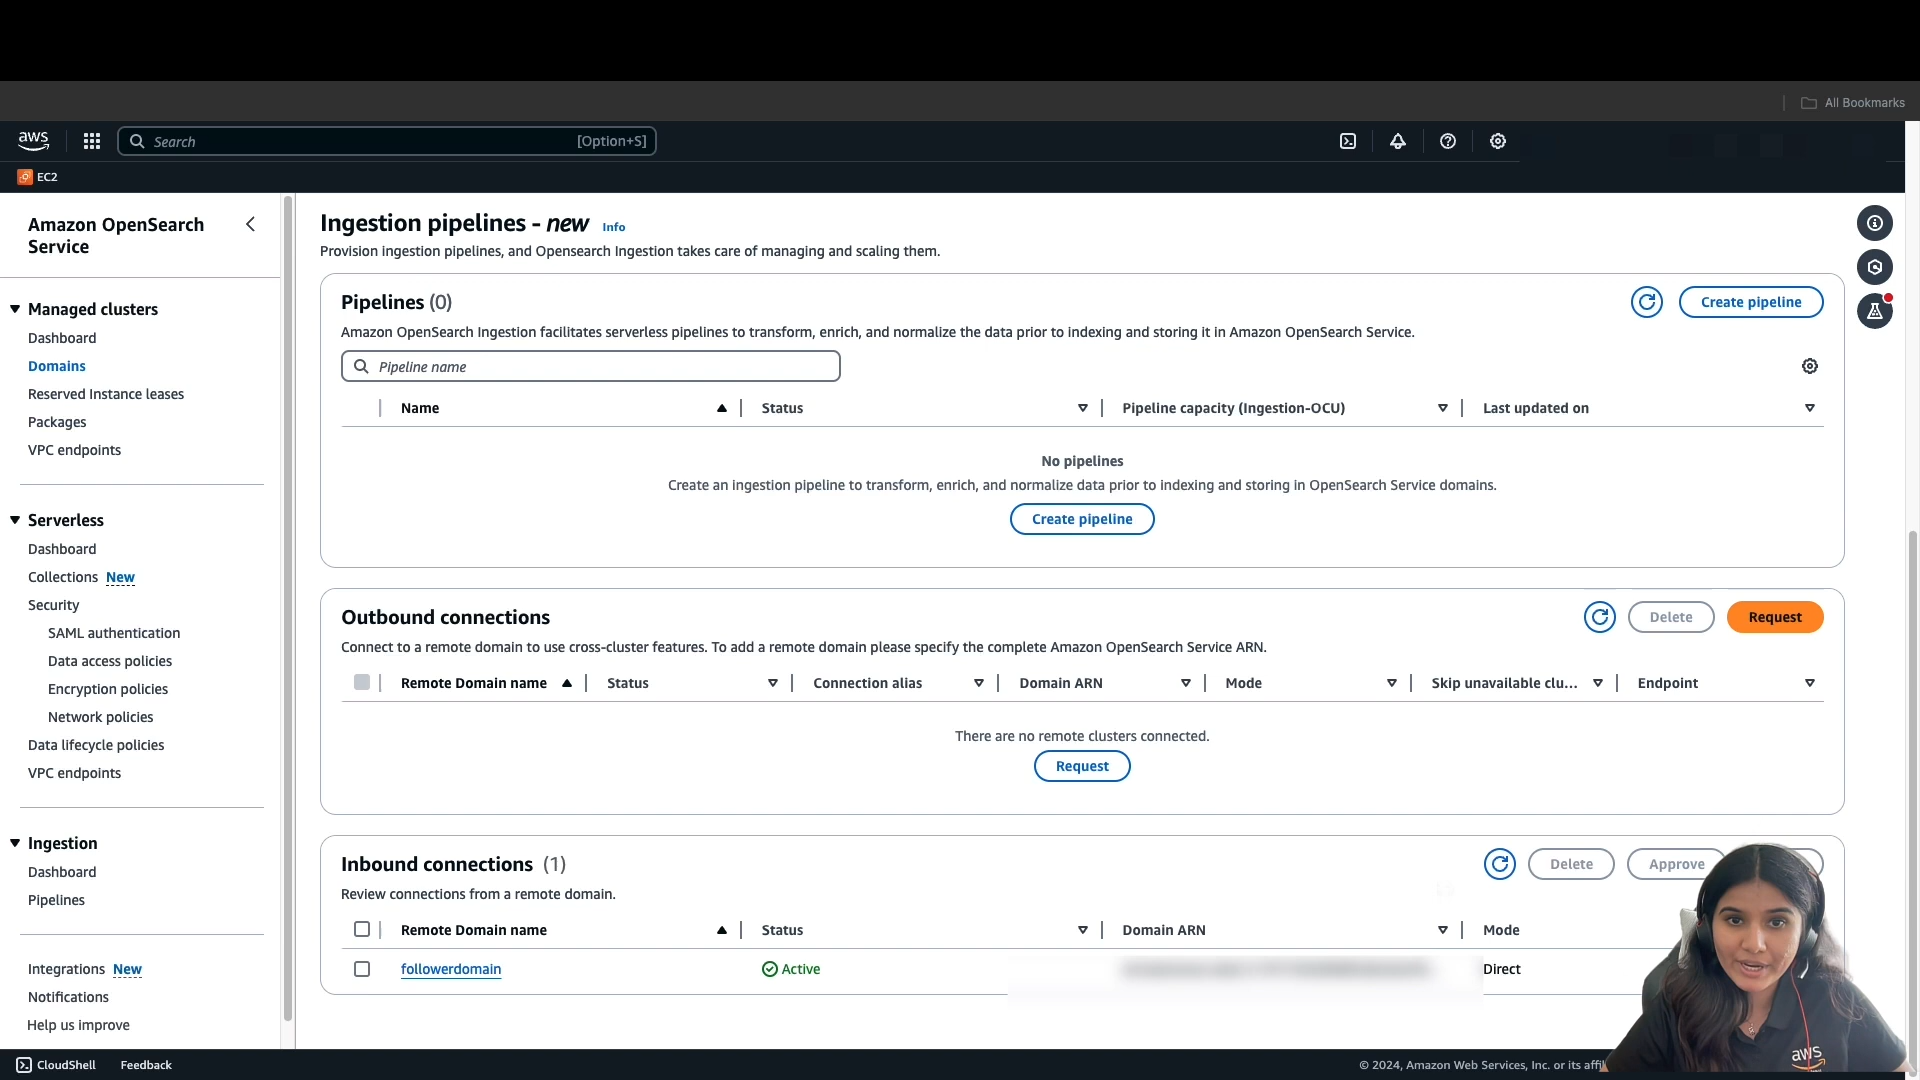 All Bookmarks
aws
Search [Option+S]
EC2
Amazon OpenSearch
Service
Managed clusters
Dashboard
Domains
Reserved Instance leases
Packages
VPC endpoints
Serverless
Dashboard
Collections New
Security
SAML authentication
Data access policies
Encryption policies
Network policies
Data lifecycle policies
VPC endpoints
Ingestion
Dashboard
Pipelines
Integrations New
Notifications
Help us improve
Ingestion pipelines - new Info
Provision ingestion pipelines, and Opensearch Ingestion takes care of managing and scaling them.
Pipelines (0)
Create pipeline
Amazon OpenSearch Ingestion facilitates serverless pipelines to transform, enrich, and normalize the data prior to indexing and storing it in Amazon OpenSearch Service.
Pipeline name
Name Status Pipeline capacity (Ingestion-OCU) Last updated on
No pipelines
Create an ingestion pipeline to transform, enrich, and normalize data prior to indexing and storing in OpenSearch Service domains.
Create pipeline
Outbound connections
Delete Request
Connect to a remote domain to use cross-cluster features. To add a remote domain please specify the complete Amazon OpenSearch Service ARN.
Remote Domain name Status Connection alias Domain ARN Mode Skip unavailable clu... Endpoint
There are no remote clusters connected.
Request
Inbound connections (1)
Delete Approve
Review connections from a remote domain.
Remote Domain name Status Domain ARN Mode
followerdomain Active Direct
CloudShell Feedback
© 2024, Amazon Web Services, Inc. or its
aws